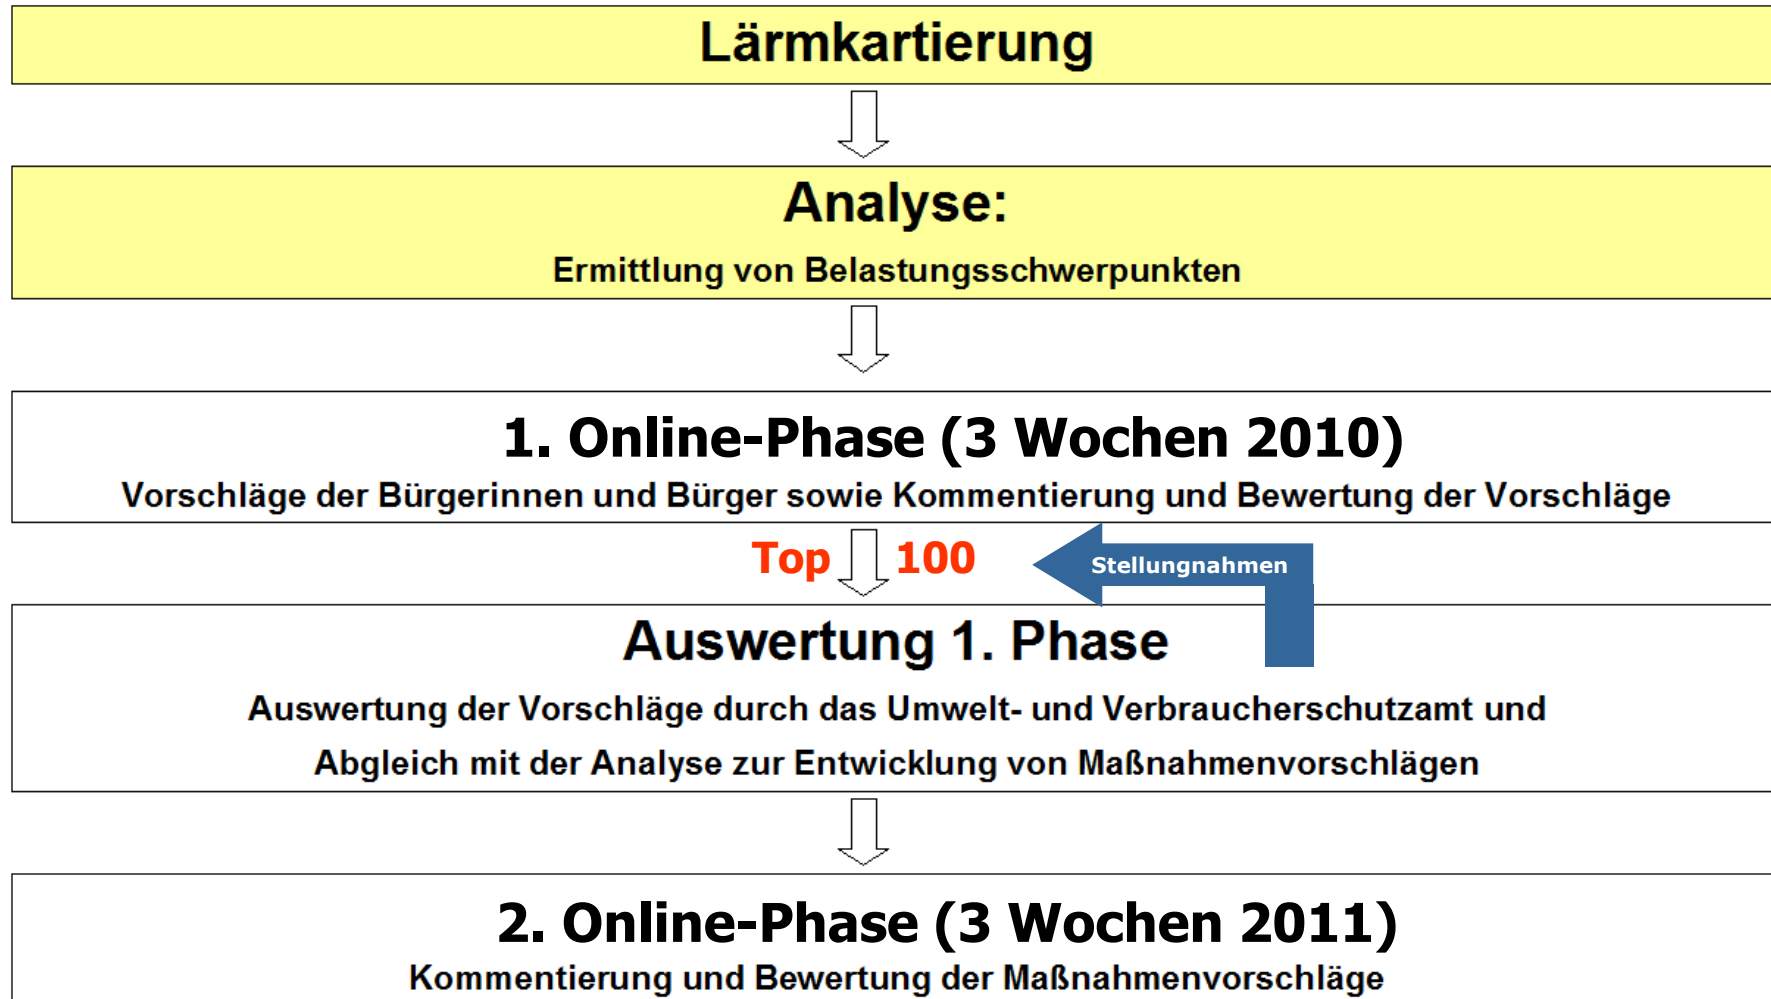 Lärmkartierung
Analyse:
Ermittlung von Belastungsschwerpunkten
1. Online-Phase (3 Wochen 2010)
Vorschläge der Bürgerinnen und Bürger sowie Kommentierung und Bewertung der Vorschläge
Top 100
Stellungnahmen
Auswertung 1. Phase
Auswertung der Vorschläge durch das Umwelt- und Verbraucherschutzamt und
Abgleich mit der Analyse zur Entwicklung von Maßnahmenvorschlägen
2. Online-Phase (3 Wochen 2011)
Kommentierung und Bewertung der Maßnahmenvorschläge